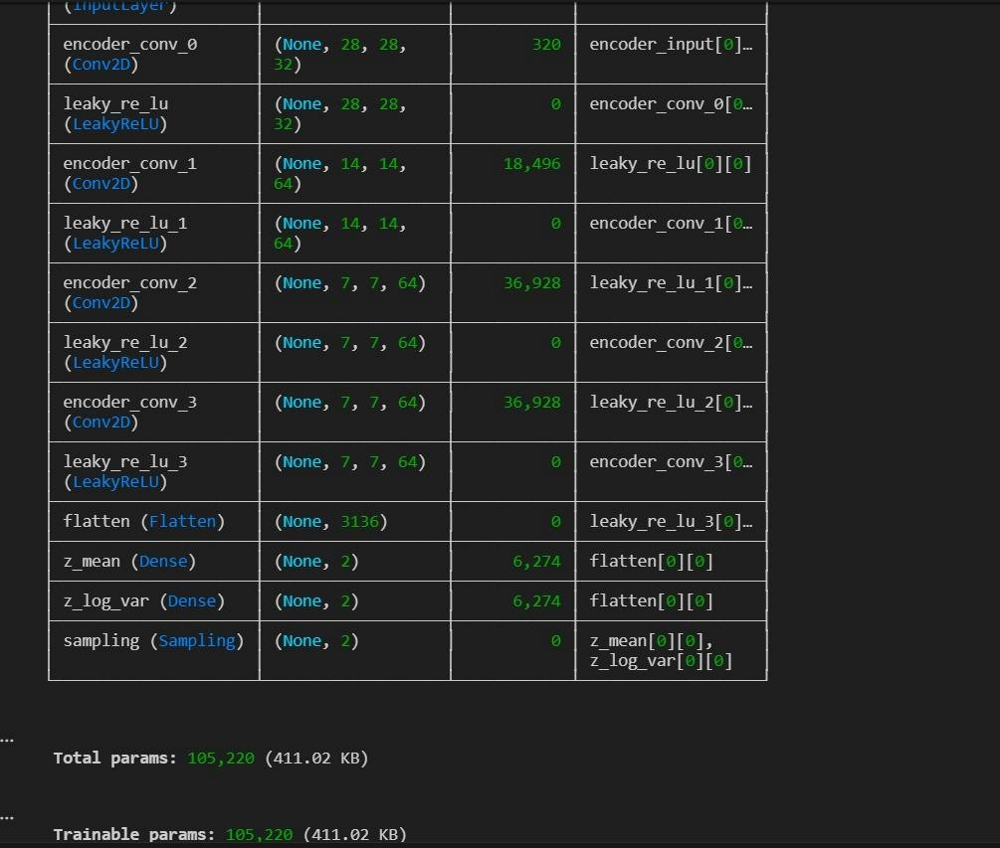 (InputLayer)
encoder_conv_0 (None, 28, 28, 320 encoder_input[0]…
(Conv2D) 32)
leaky_re_lu (None, 28, 28, 0 encoder_conv_0[0…
(LeakyReLU) 32)
encoder_conv_1 (None, 14, 14, 18,496 leaky_re_lu[0][0]
(Conv2D) 64)
leaky_re_lu_1 (None, 14, 14, 0 encoder_conv_1[0…
(LeakyReLU) 64)
encoder_conv_2 (None, 7, 7, 64) 36,928 leaky_re_lu_1[0]…
(Conv2D)
leaky_re_lu_2 (None, 7, 7, 64) 0 encoder_conv_2[0…
(LeakyReLU)
encoder_conv_3 (None, 7, 7, 64) 36,928 leaky_re_lu_2[0]…
(Conv2D)
leaky_re_lu_3 (None, 7, 7, 64) 0 encoder_conv_3[0…
(LeakyReLU)
flatten (Flatten) (None, 3136) 0 leaky_re_lu_3[0]…
z_mean (Dense) (None, 2) 6,274 flatten[0][0]
z_log_var (Dense) (None, 2) 6,274 flatten[0][0]
sampling (Sampling) (None, 2) 0 z_mean[0][0],
z_log_var[0][0]
...
Total params: 105,220 (411.02 KB)
...
Trainable params: 105,220 (411.02 KB)